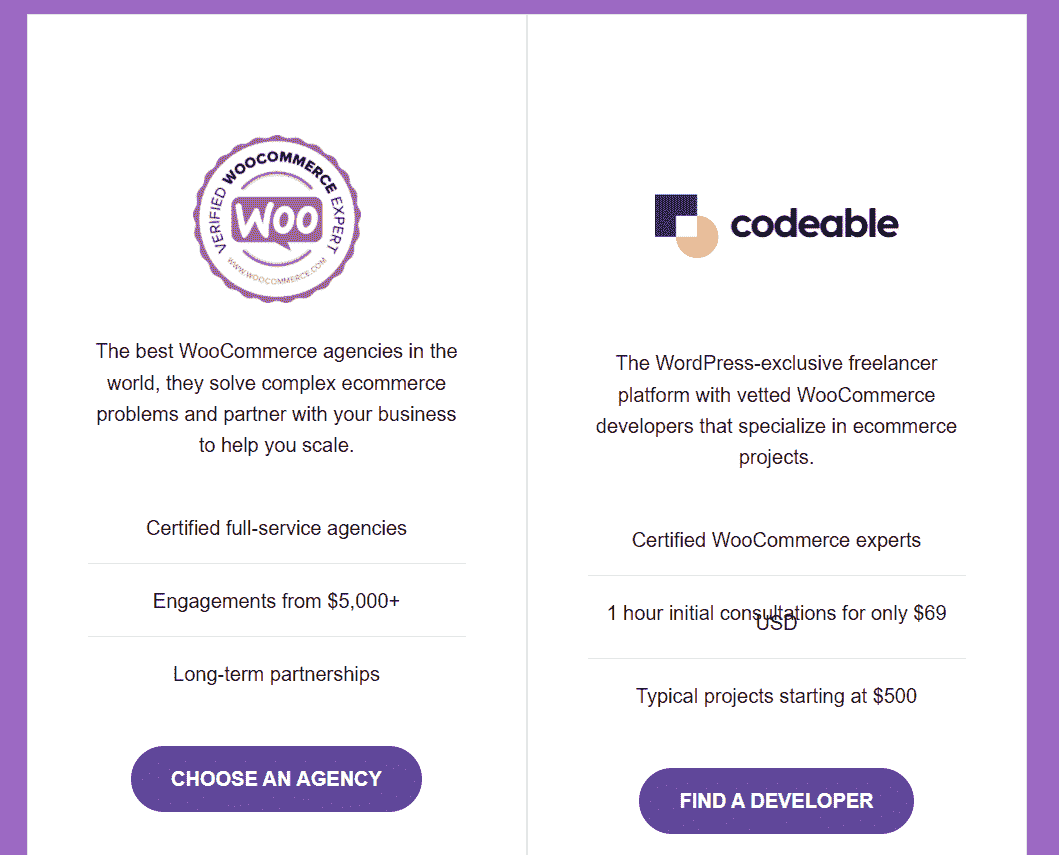 VERIFIED WOOCOMMERCE EXPERT
WOO
WWW.WOOCOMMERCE.COM
The best WooCommerce agencies in the
world, they solve complex ecommerce
problems and partner with your business
to help you scale.
Certified full-service agencies
Engagements from $5,000+
Long-term partnerships
CHOOSE AN AGENCY
codeable
The WordPress-exclusive freelancer
platform with vetted WooCommerce
developers that specialize in ecommerce
projects.
Certified WooCommerce experts
1 hour initial consultations for only $69
USD
Typical projects starting at $500
FIND A DEVELOPER